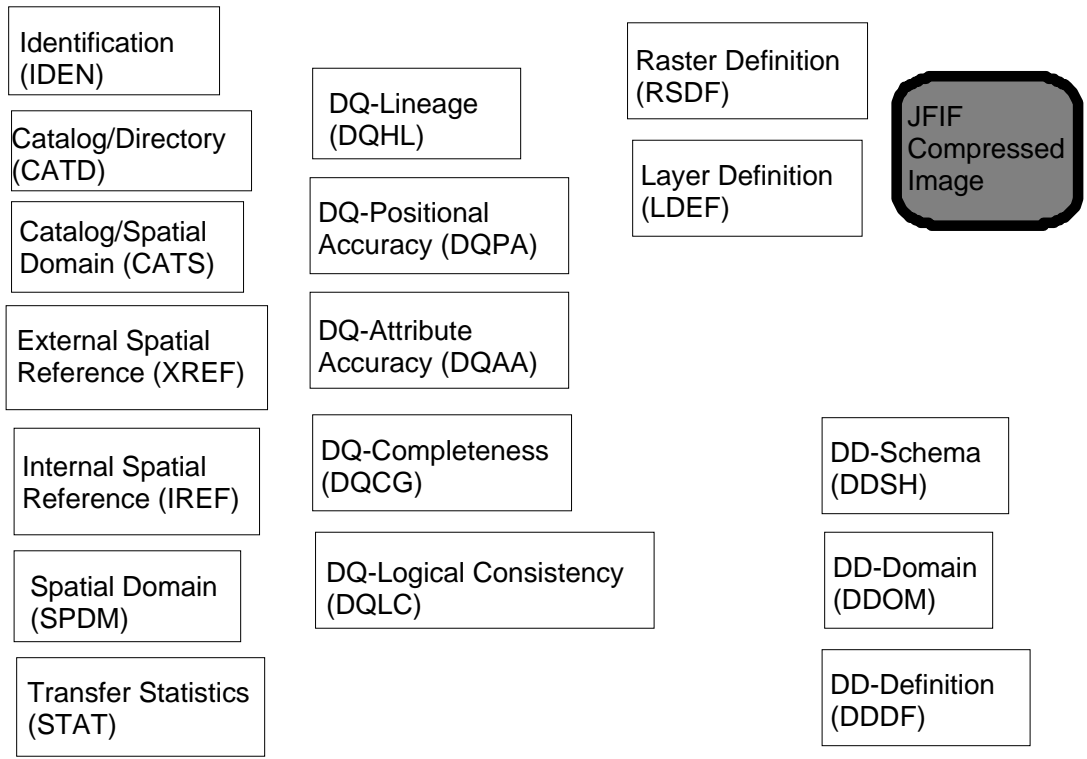 Identification
(IDEN)
Catalog/Directory
(CATD)
Catalog/Spatial
Domain (CATS)
External Spatial
Reference (XREF)
Internal Spatial
Reference (IREF)
Spatial Domain
(SPDM)
Transfer Statistics
(STAT)
DQ-Lineage
(DQHL)
DQ-Positional
Accuracy (DQPA)
DQ-Attribute
Accuracy (DQAA)
DQ-Completeness
(DQCG)
DQ-Logical Consistency
(DQLC)
Raster Definition
(RSDF)
Layer Definition
(LDEF)
JFIF
Compressed
Image
DD-Schema
(DDSH)
DD-Domain
(DDOM)
DD-Definition
(DDDF)